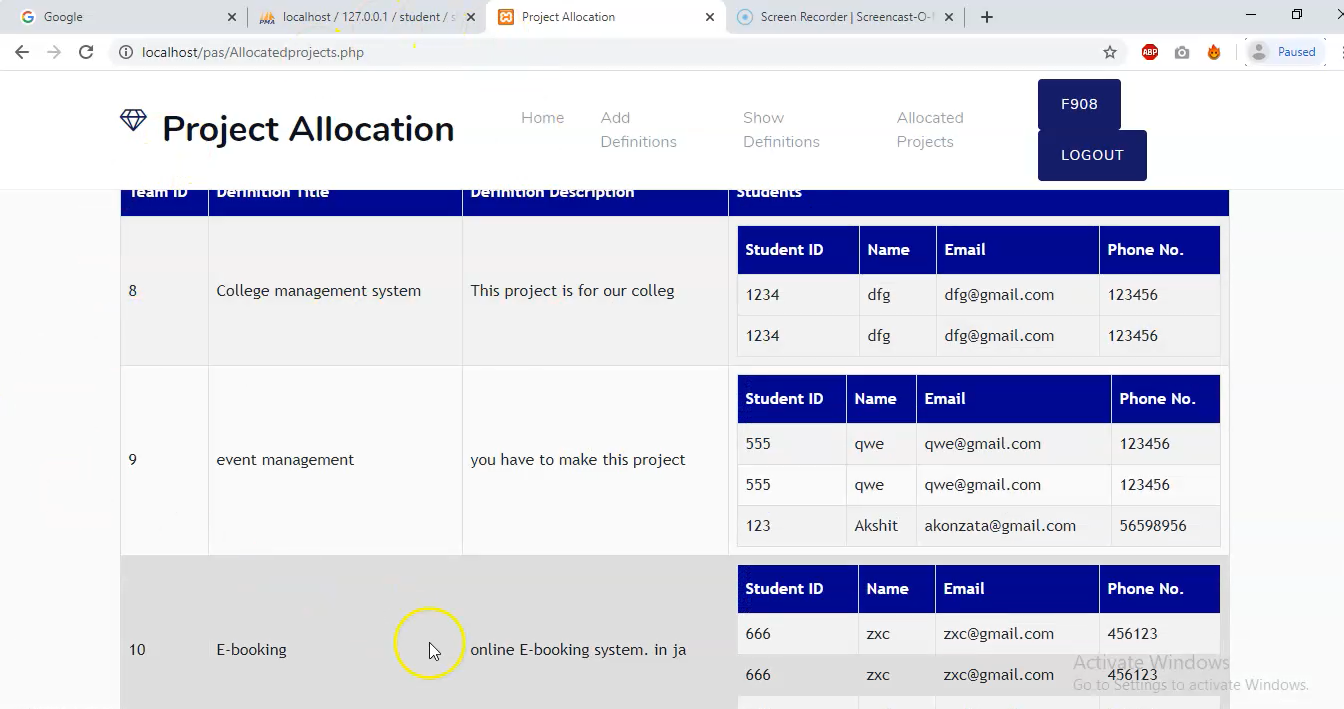 Google
localhost / 127.0.0.1 / student / s
Project Allocation
Screen Recorder | Screencast-O-
localhost/pas/Allocatedprojects.php
ABP
Paused
Project Allocation
Home
Add Definitions
Show Definitions
Allocated Projects
F908
LOGOUT
Team ID Definition Title Definition Description Students
Student ID Name Email Phone No.
8 College management system This project is for our colleg
1234 dfg dfg@gmail.com 123456
1234 dfg dfg@gmail.com 123456
Student ID Name Email Phone No.
9 event management you have to make this project
555 qwe qwe@gmail.com 123456
555 qwe qwe@gmail.com 123456
123 Akshit akonzata@gmail.com 56598956
Student ID Name Email Phone No.
10 E-booking online E-booking system. in ja
666 zxc zxc@gmail.com 456123
666 zxc zxc@gmail.com 456123
Activate Windows
Go to Settings to activate Windows.